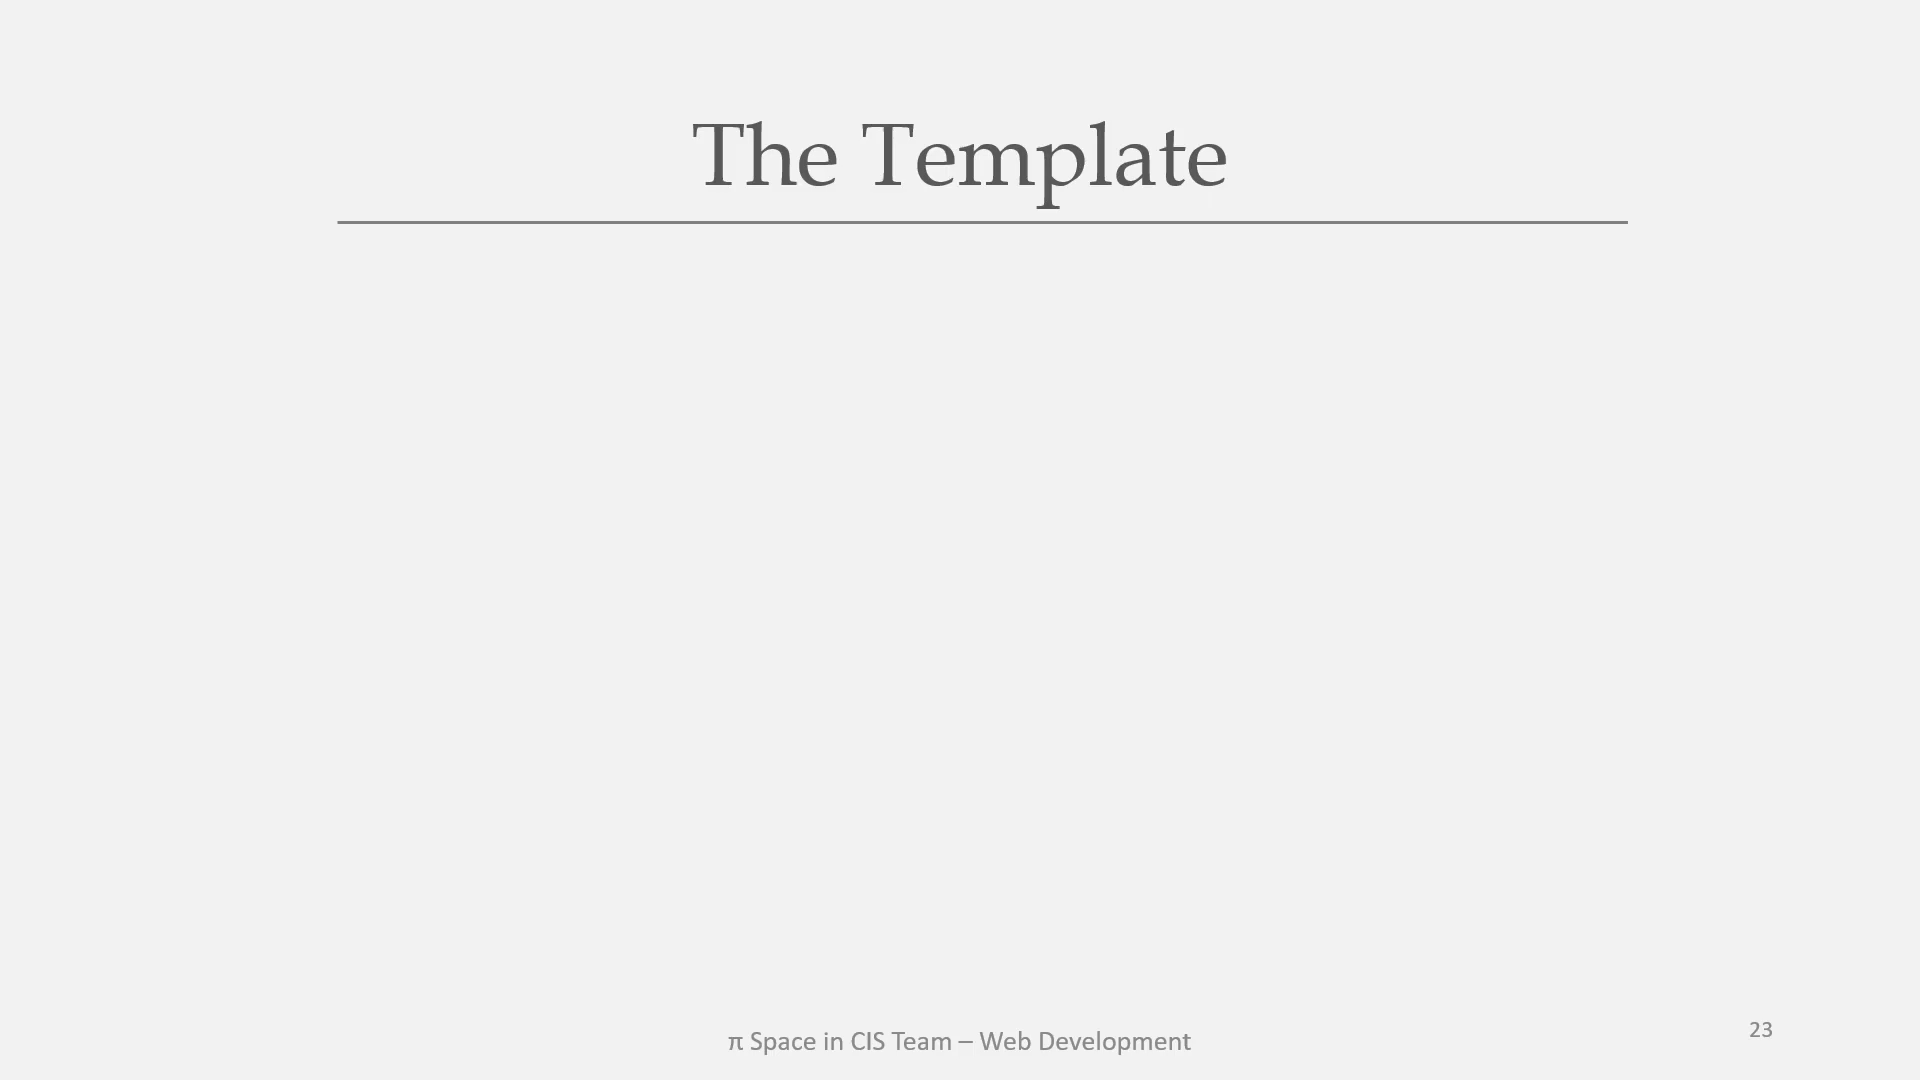 The Template
π Space in CIS Team – Web Development
23